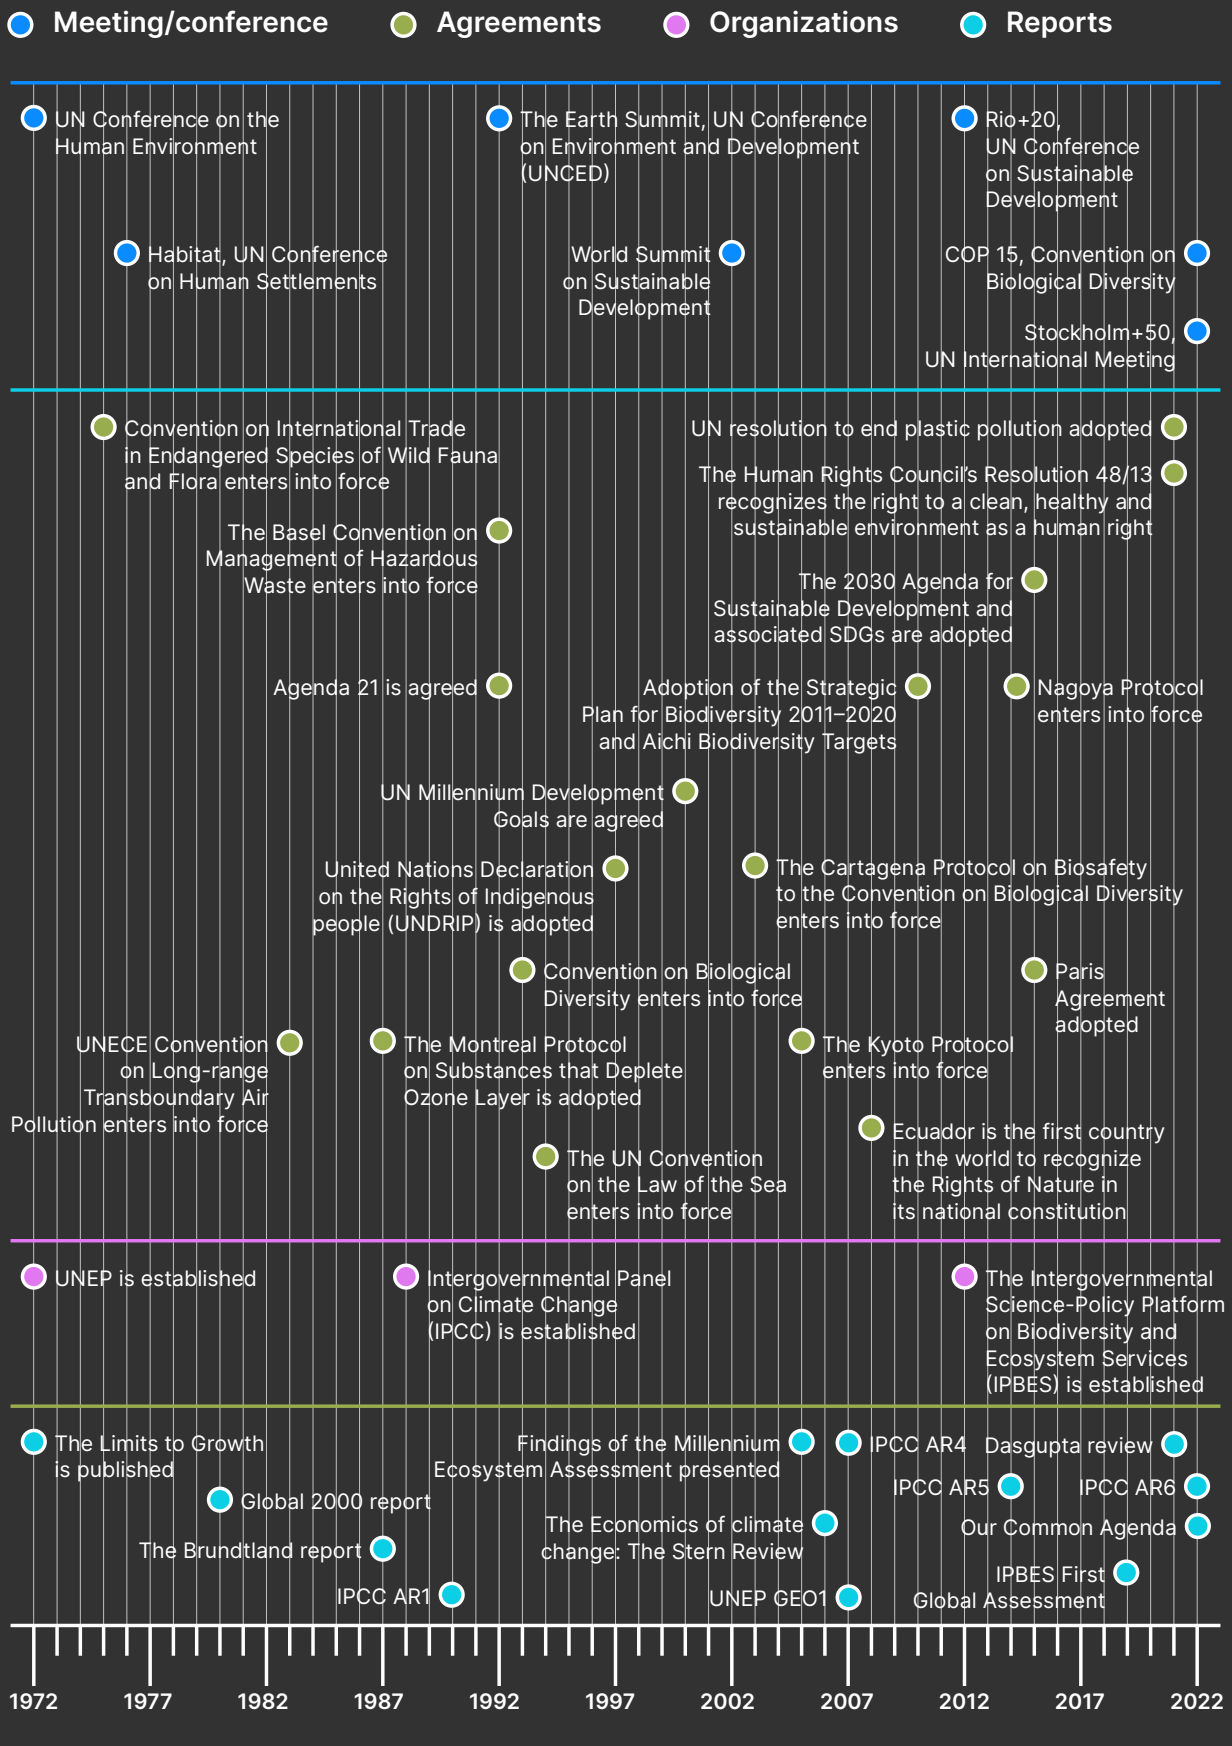 Meeting/conference
Agreements
Organizations
Reports
UN Conference on the
Human Environment
The Earth Summit, UN Conference
on Environment and Development
(UNCED)
Rio+20,
UN Conference
on Sustainable
Development
Habitat, UN Conference
on Human Settlements
World Summit
on Sustainable
Development
COP 15, Convention on
Biological Diversity
Stockholm+50,
UN International Meeting
Convention on International Trade
in Endangered Species of Wild Fauna
and Flora enters into force
UN resolution to end plastic pollution adopted
The Human Rights Council's Resolution 48/13
recognizes the right to a clean, healthy and
sustainable environment as a human right
The Basel Convention on
Management of Hazardous
Waste enters into force
The 2030 Agenda for
Sustainable Development and
associated SDGs are adopted
Agenda 21 is agreed
Adoption of the Strategic
Plan for Biodiversity 2011–2020
and Aichi Biodiversity Targets
Nagoya Protocol
enters into force
UN Millennium Development
Goals are agreed
United Nations Declaration
on the Rights of Indigenous
people (UNDRIP) is adopted
The Cartagena Protocol on Biosafety
to the Convention on Biological Diversity
enters into force
Convention on Biological
Diversity enters into force
Paris
Agreement
adopted
UNECE Convention
on Long-range
Transboundary Air
Pollution enters into force
The Montreal Protocol
on Substances that Deplete
Ozone Layer is adopted
The Kyoto Protocol
enters into force
The UN Convention
on the Law of the Sea
enters into force
Ecuador is the first country
in the world to recognize
the Rights of Nature in
its national constitution
UNEP is established
Intergovernmental Panel
on Climate Change
(IPCC) is established
The Intergovernmental
Science-Policy Platform
on Biodiversity and
Ecosystem Services
(IPBES) is established
The Limits to Growth
is published
Findings of the Millennium
Ecosystem Assessment presented
IPCC AR4
Dasgupta review
IPCC AR5
IPCC AR6
Global 2000 report
The Economics of climate
change: The Stern Review
Our Common Agenda
The Brundtland report
IPBES First
Global Assessment
IPCC AR1
UNEP GEO1
1972
1977
1982
1987
1992
1997
2002
2007
2012
2017
2022